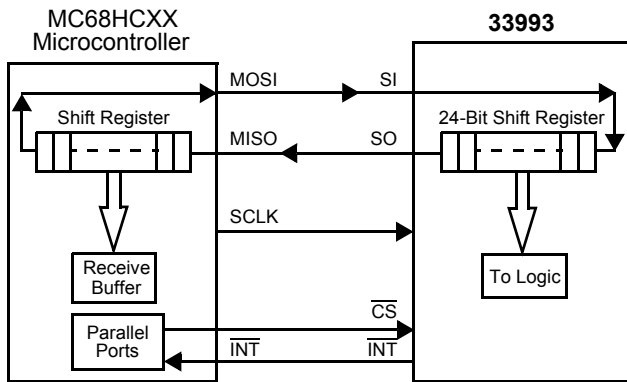 MC68HCXX
Microcontroller
33993
MOSI SI
Shift Register
24-Bit Shift Register
MISO SO
SCLK
Receive
Buffer
To Logic
CS
Parallel
Ports
INT INT